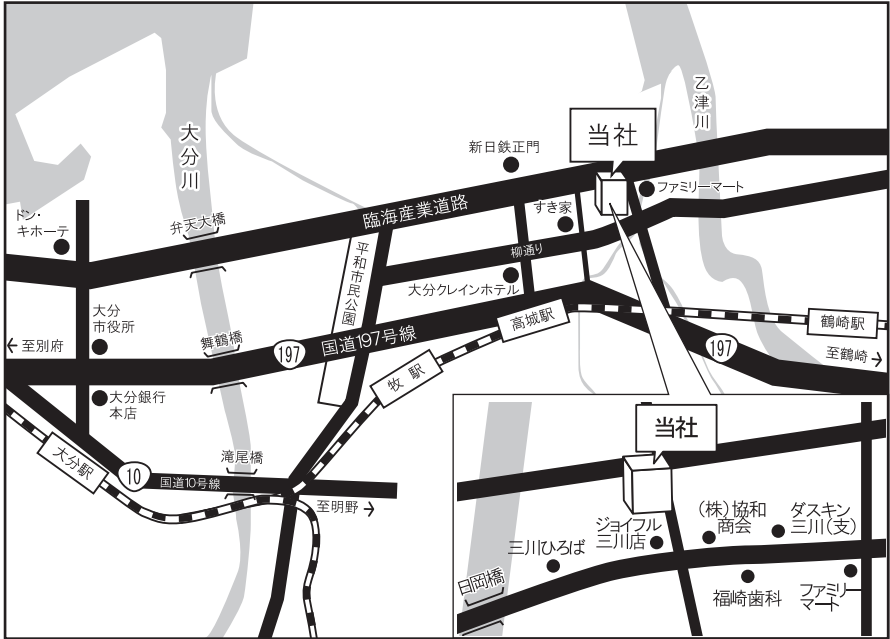 乙津川
大分川
当社
新日鉄正門
ファミリーマート
すき家
臨海産業道路
ドン・
キホーテ
弁天大橋
柳通り
平和市民公園
大分クレインホテル
大分
市役所
高城駅
鶴崎駅
舞鶴橋
国道197号線
197
197
至別府
至鶴崎
牧駅
大分銀行
本店
大分駅
10
国道10号線
滝尾橋
至明野
当社
(株)協和
商会
ダスキン
三川(支)
ジョイフル
三川店
三川ひろば
日岡橋
福崎歯科
ファミリー
マート